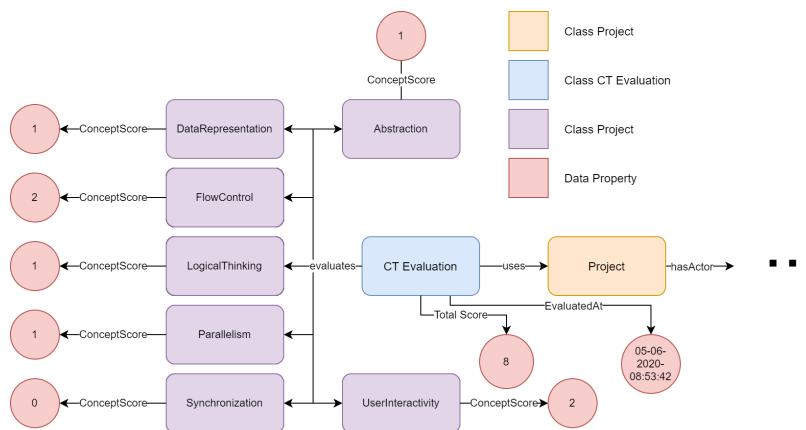 1
Class Project
ConceptScore
Class CT Evaluation
1
ConceptScore
DataRepresentation
Abstraction
Class Project
2
ConceptScore
FlowControl
Data Property
1
ConceptScore
LogicalThinking
evaluates
CT Evaluation
uses
Project
hasActor
EvaluatedAt
Total Score
1
ConceptScore
Parallelism
8
05-06-
2020-
08:53:42
0
ConceptScore
Synchronization
UserInteractivity
ConceptScore
2